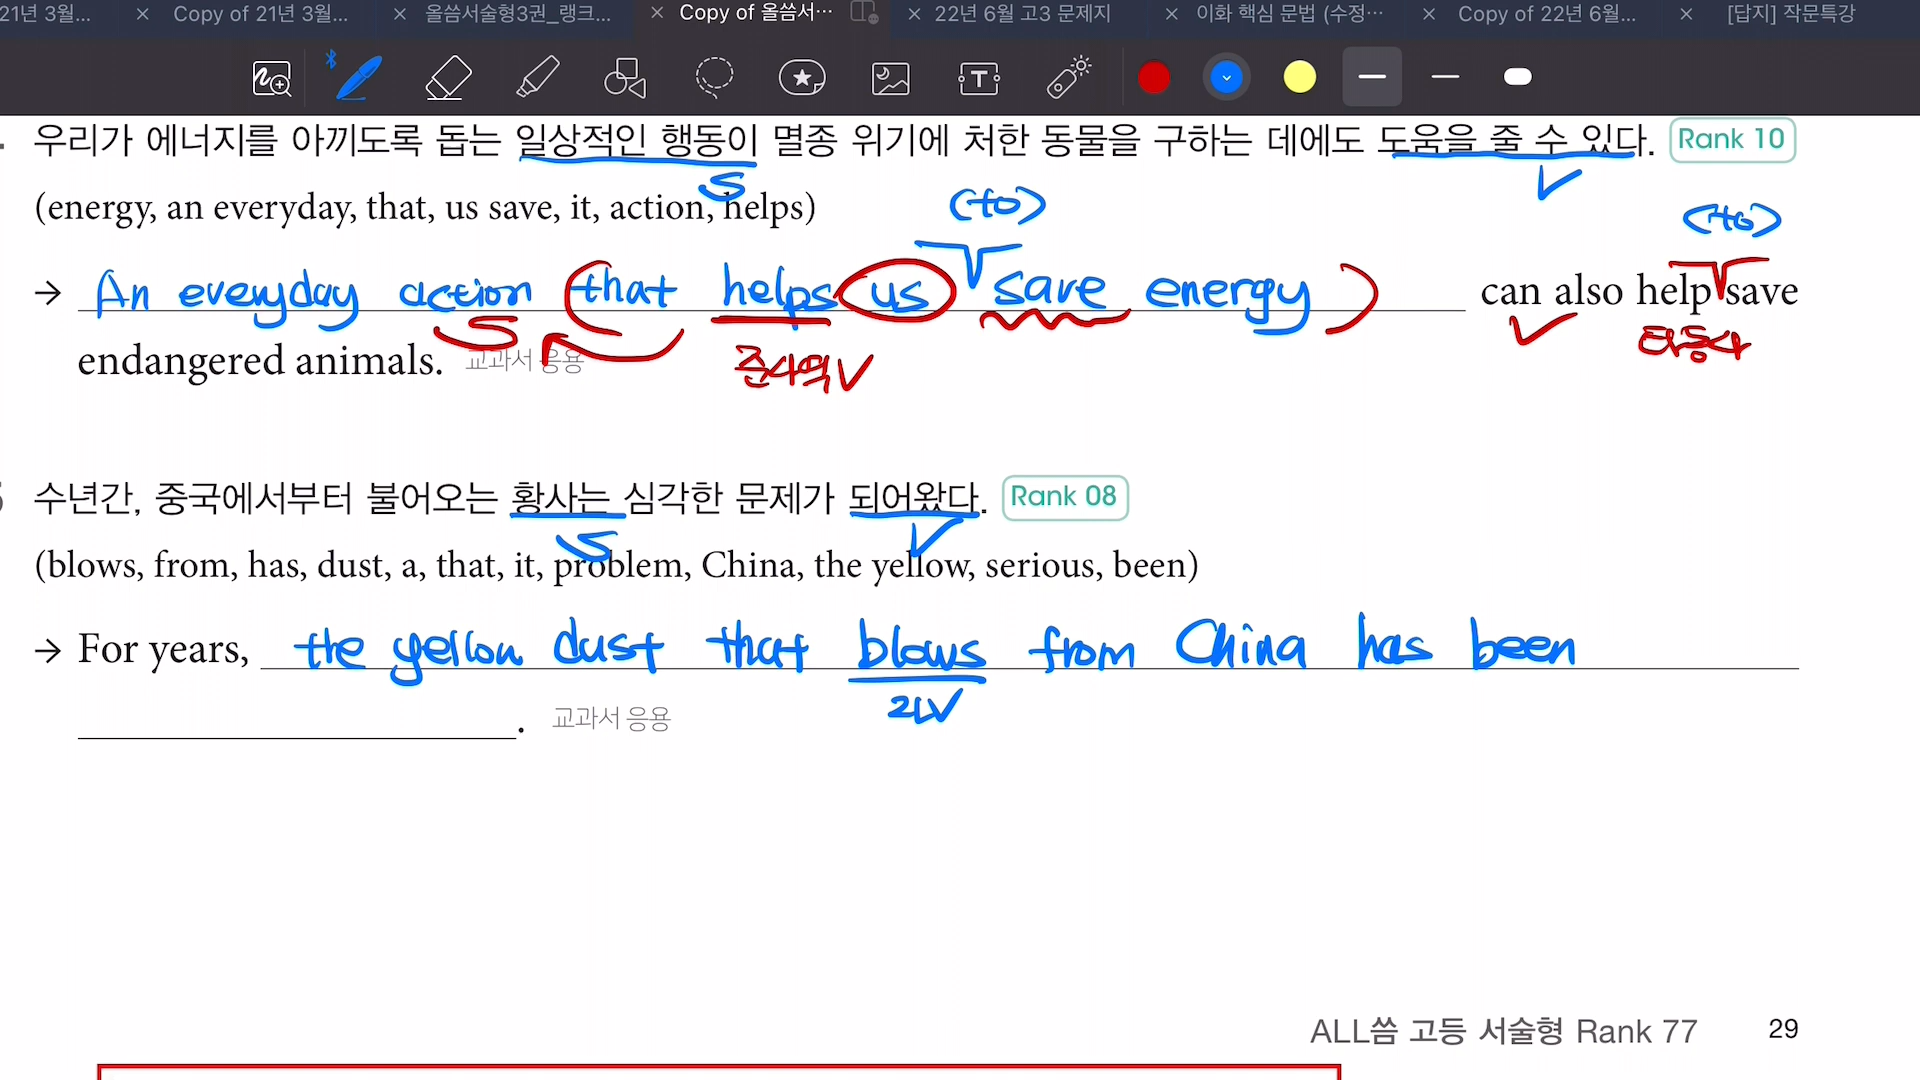 21년 3월... × Copy of 21년 3월... × 올씀서술형3권_랭크... × Copy of 올씀서... × 22년 6월 고3 문제지 × 이화 핵심 문법 (수정... × Copy of 22년 6월... × [답지] 작문특강
우리가 에너지를 아끼도록 돕는 일상적인 행동이 멸종 위기에 처한 동물을 구하는 데에도 도움을 줄 수 있다. Rank 10
S V
(energy, an everyday, that, us save, it, action, helps)
(to) (to)
→ An everyday action (that helps us save energy) can also help save
S 준사역V 타동사
endangered animals. 교과서 응용
수년간, 중국에서부터 불어오는 황사는 심각한 문제가 되어왔다. Rank 08
S V
(blows, from, has, dust, a, that, it, problem, China, the yellow, serious, been)
→ For years, the yellow dust that blows from China has been
. 교과서 응용
ALL씀 고등 서술형 Rank 77 29